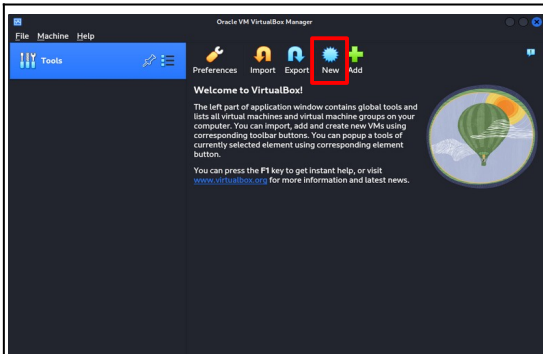 Oracle VM VirtualBox Manager
File Machine Help
Tools
Preferences Import Export New Add
Welcome to VirtualBox!
The left part of application window contains global tools and
lists all virtual machines and virtual machine groups on your
computer. You can import, add and create new VMs using
corresponding toolbar buttons. You can popup a tools of
currently selected element using corresponding element
button.
You can press the F1 key to get instant help, or visit
www.virtualbox.org for more information and latest news.